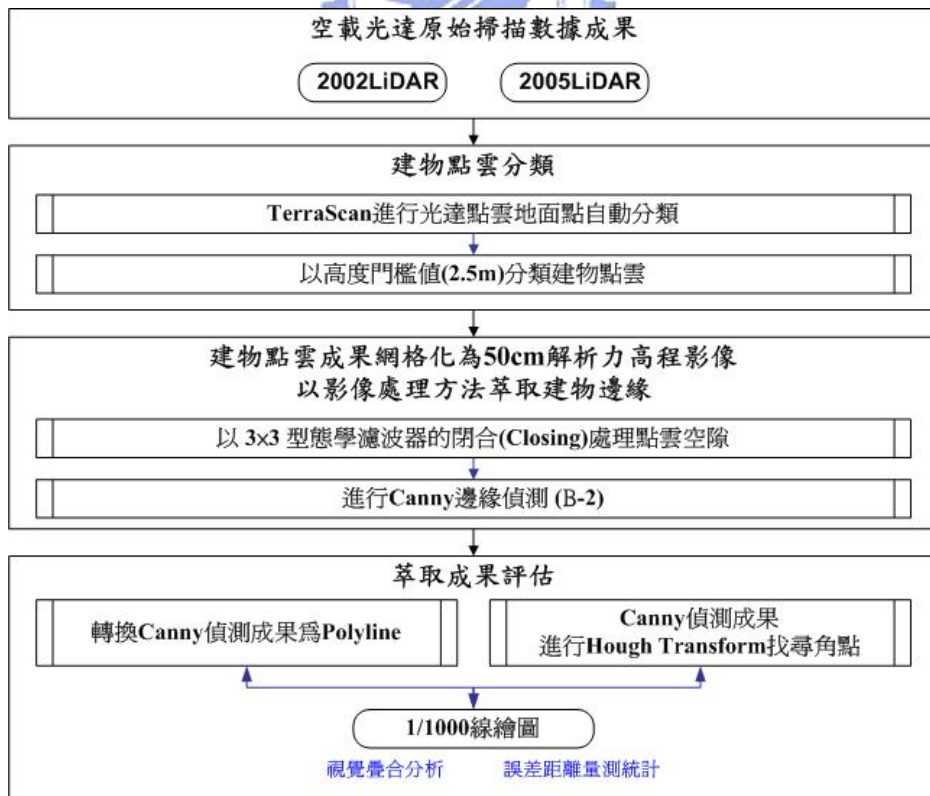 空載光達原始掃描數據成果
2002LiDAR
2005LiDAR
建物點雲分類
TerraScan進行光達點雲地面點自動分類
以高度門檻值(2.5m)分類建物點雲
建物點雲成果網格化為50cm解析力高程影像
以影像處理方法萃取建物邊緣
以 3×3 型態學濾波器的閉合(Closing)處理點雲空隙
進行Canny邊緣偵測 (B-2)
萃取成果評估
轉換Canny偵測成果爲Polyline
Canny偵測成果
進行Hough Transform找尋角點
1/1000線繪圖
視覺疊合分析
誤差距離量測統計